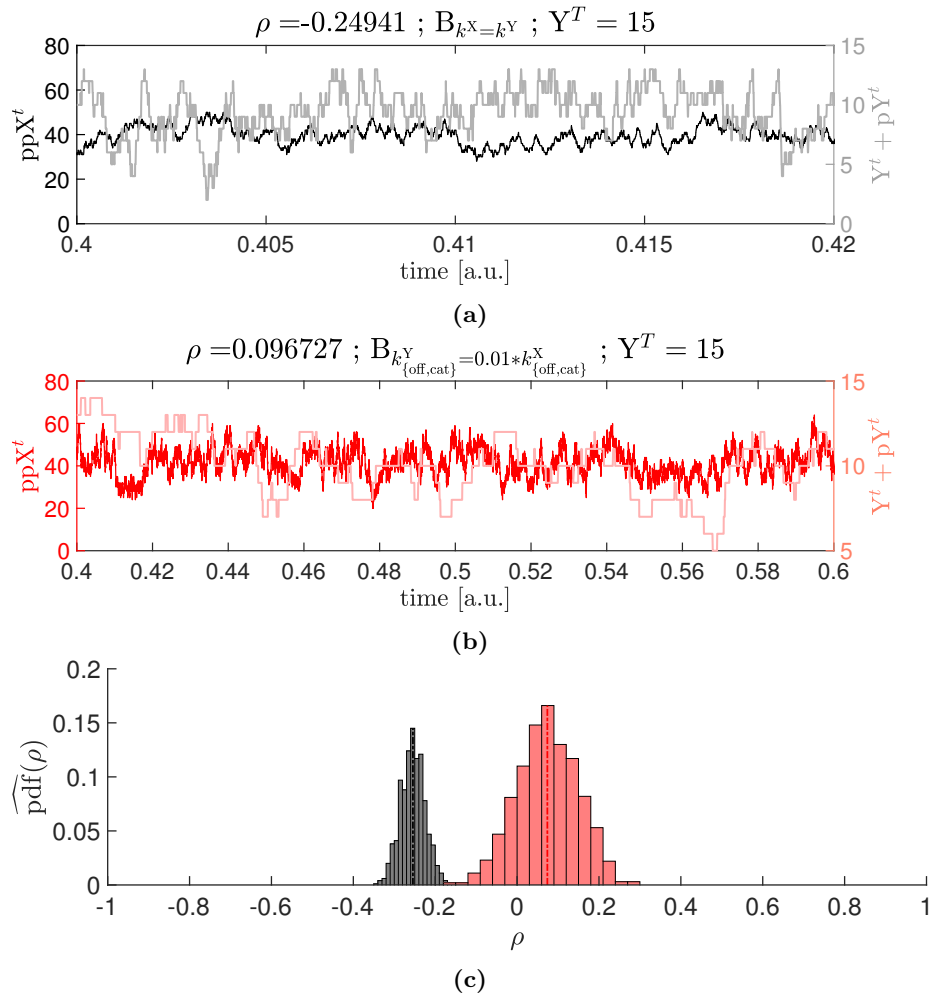 ρ =-0.24941 ; B_{k^X=k^Y} ; Y^T = 15
80
60
40
20
0
ppX^t
15
10
5
0
Y^t + pY^t
0.4 0.405 0.41 0.415 0.42
time [a.u.]
(a)
ρ =0.096727 ; B_{k^Y_{{off,cat}}=0.01*k^X_{{off,cat}}} ; Y^T = 15
80
60
40
20
0
ppX^t
15
10
5
Y^t + pY^t
0.4 0.42 0.44 0.46 0.48 0.5 0.52 0.54 0.56 0.58 0.6
time [a.u.]
(b)
0.2
0.15
0.1
0.05
0
\widehat{pdf}(ρ)
-1 -0.8 -0.6 -0.4 -0.2 0 0.2 0.4 0.6 0.8 1
ρ
(c)